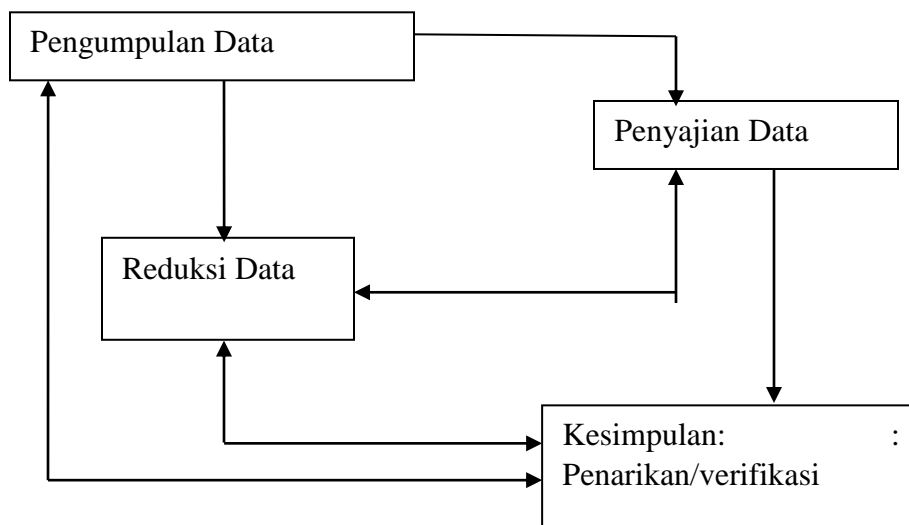 Pengumpulan Data
Penyajian Data
Reduksi Data
Kesimpulan: :
Penarikan/verifikasi